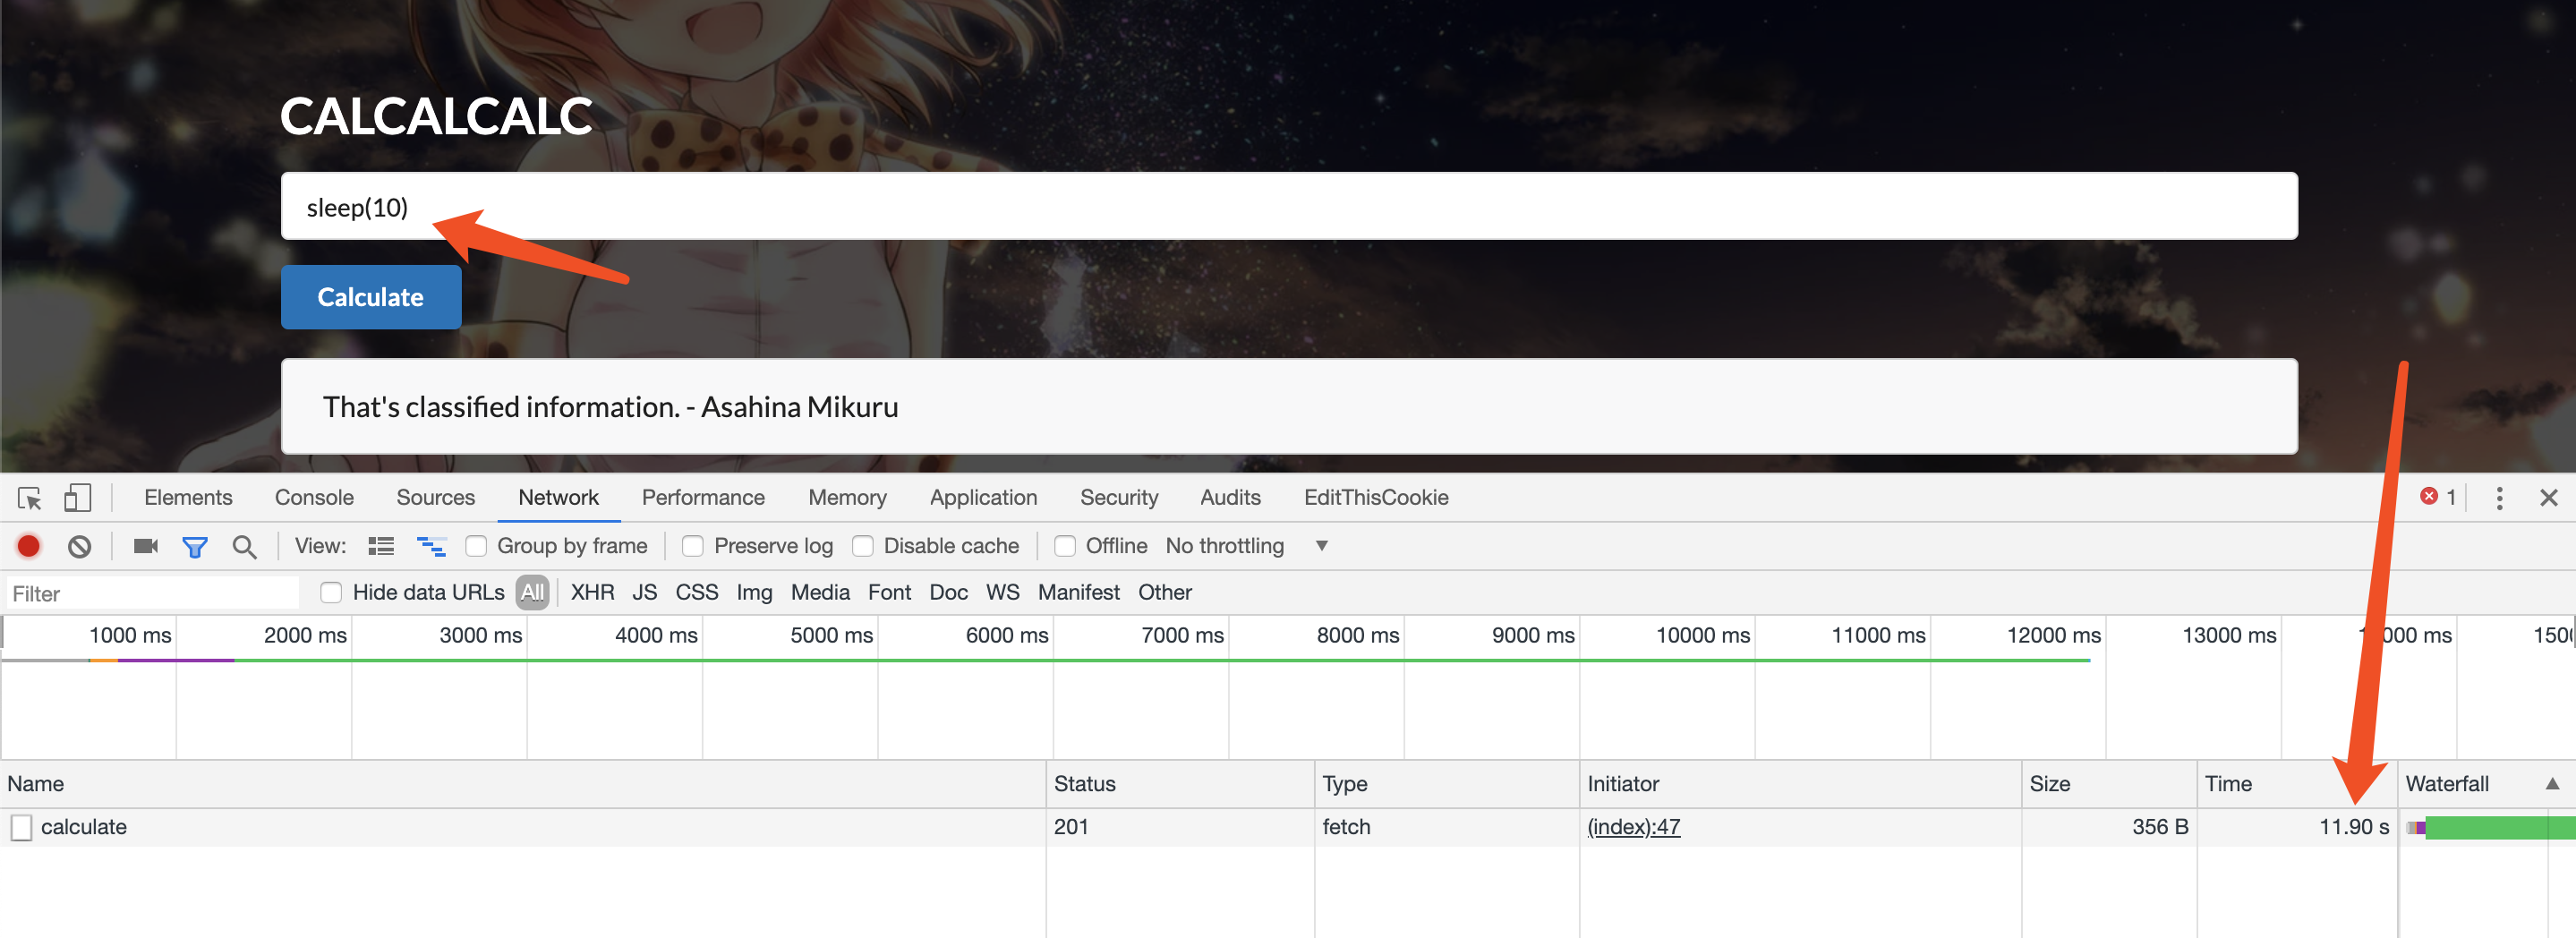 CALCALCALC
sleep(10)
Calculate
That's classified information. - Asahina Mikuru
Elements Console Sources Network Performance Memory Application Security Audits EditThisCookie 1
View: Group by frame Preserve log Disable cache Offline No throttling
Filter Hide data URLs All XHR JS CSS Img Media Font Doc WS Manifest Other
1000 ms 2000 ms 3000 ms 4000 ms 5000 ms 6000 ms 7000 ms 8000 ms 9000 ms 10000 ms 11000 ms 12000 ms 13000 ms ms
Name Status Type Initiator Size Time Waterfall
calculate 201 fetch (index):47 356 B 11.90 s